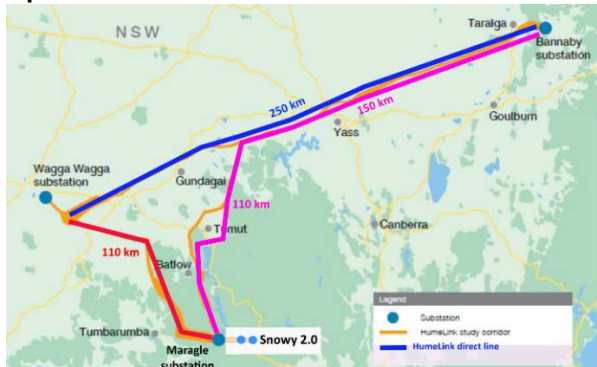 NSW
Taralga
Bannaby
substation
250 km
150 km
Goulburn
Yass
Wagga Wagga
substation
Gundagai
110 km
Tumut
Canberra
110 km
Batlow
Tumbarumba
Maragle
substation
Snowy 2.0
Legend
Substation
HumeLink study corridor
HumeLink direct line